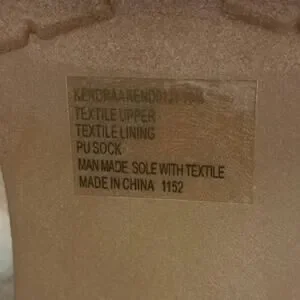 TEXTILE UPPER
TEXTILE LINING
PU SOCK
MAN MADE SOLE WITH TEXTILE
MADE IN CHINA 1152